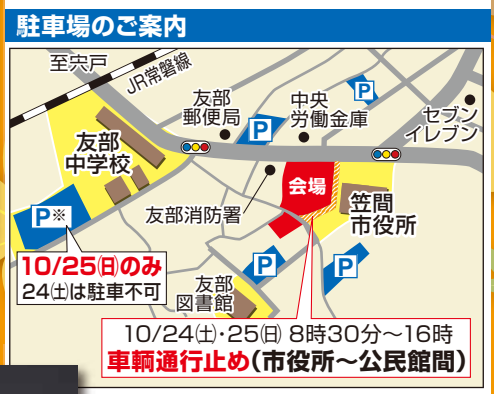 駐車場のご案内
至宍戸
JR常磐線
友部
郵便局
中央
労働金庫
P
P
セブン
イレブン
友部
中学校
会場
笠間
市役所
友部消防署
P※
10/25㈰のみ
24㈯は駐車不可
P
P
友部
図書館
10/24㈯・25㈰ 8時30分～16時
車輌通行止め(市役所～公民館間)